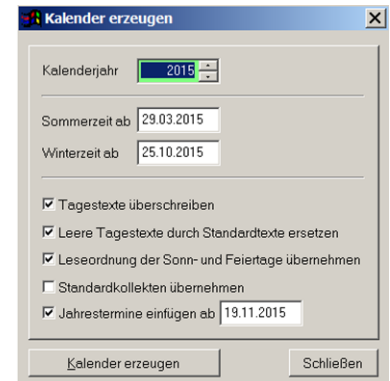 Kalender erzeugen
Kalenderjahr 2015
Sommerzeit ab 29.03.2015
Winterzeit ab 25.10.2015
Tagestexte überschreiben
Leere Tagestexte durch Standardtexte ersetzen
Leseordnung der Sonn- und Feiertage übernehmen
Standardkollekten übernehmen
Jahrestermine einfügen ab 19.11.2015
Kalender erzeugen Schließen